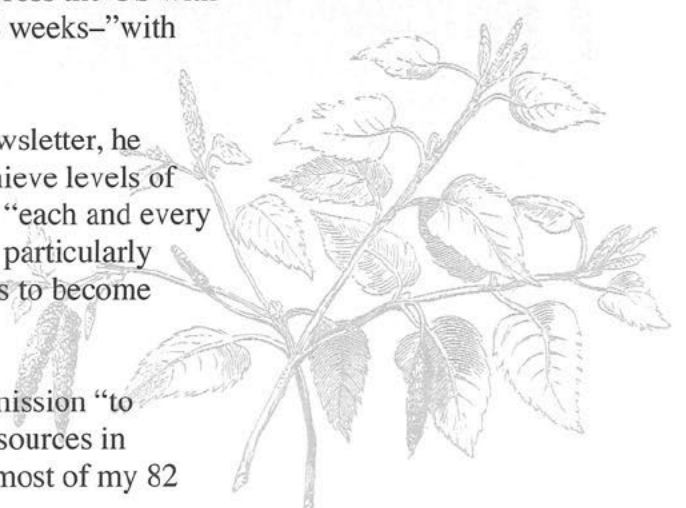 weeks–”with
wsletter, he
hieve levels of
“each and every
particularly
s to become
nission “to
sources in
most of my 82